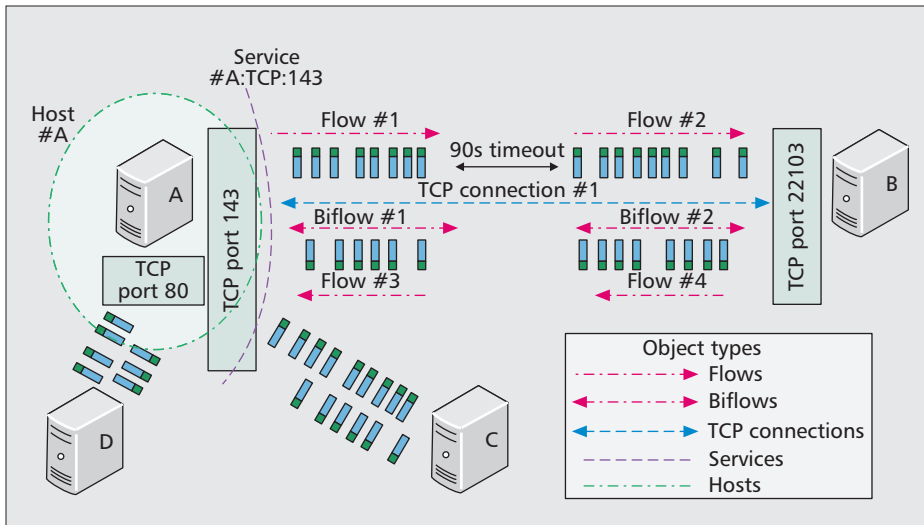 Service
#A:TCP:143
Host
#A
Flow #1
Flow #2
90s timeout
TCP connection #1
A
B
TCP port 143
TCP port 22103
Biflow #1
Biflow #2
TCP
port 80
Flow #3
Flow #4
D
C
Object types
Flows
Biflows
TCP connections
Services
Hosts